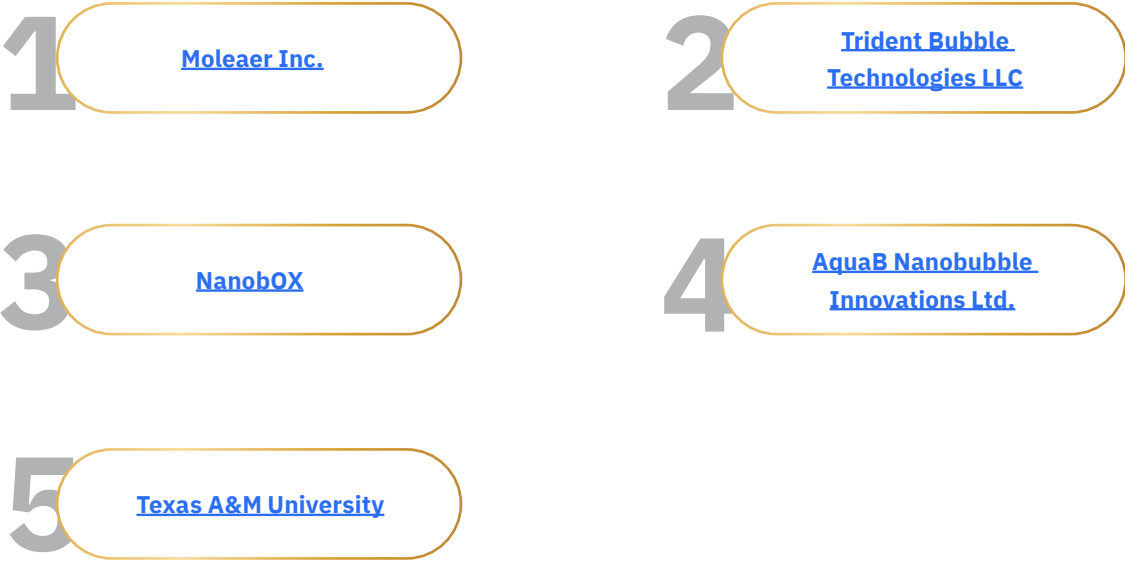 1
Moleaer Inc.
2
Trident Bubble
Technologies LLC
3
NanobOX
4
AquaB Nanobubble
Innovations Ltd.
5
Texas A&M University